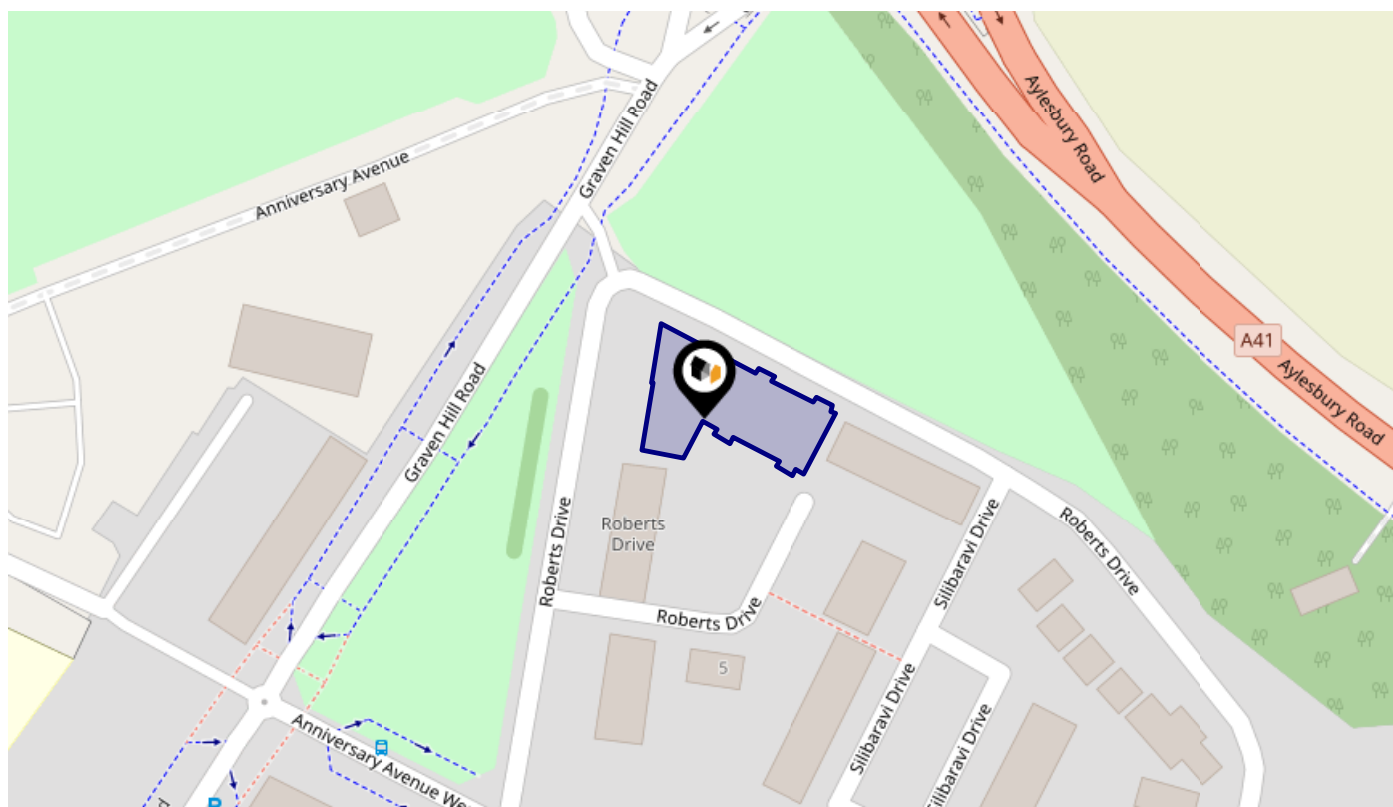 Graven Hill Road
Aylesbury Road
Anniversary Avenue
A41
Aylesbury Road
Graven Hill Road
Roberts Drive
Roberts
Drive
Roberts Drive
Silibaravi Drive
Roberts Drive
5
Silibaravi Drive
Silibaravi Drive
Anniversary Avenue We